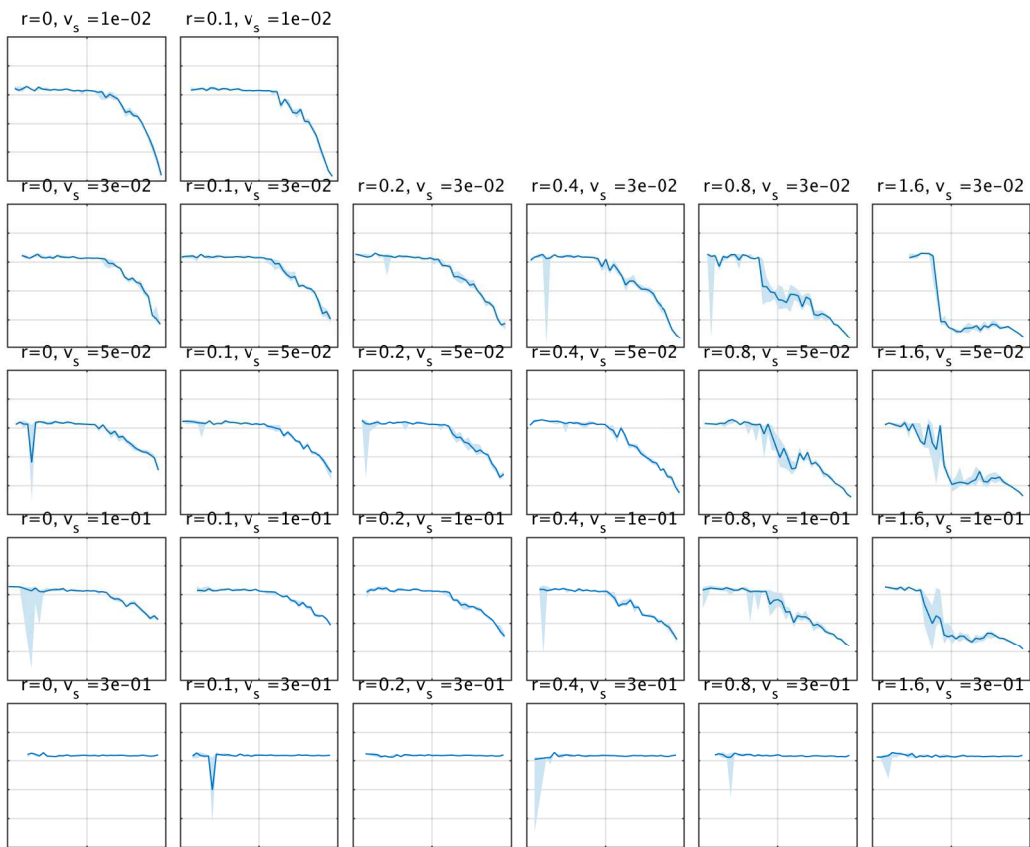 r=0, v_s =1e-02 r=0.1, v_s =1e-02
r=0, v_s =3e-02 r=0.1, v_s =3e-02 r=0.2, v_s =3e-02 r=0.4, v_s =3e-02 r=0.8, v_s =3e-02 r=1.6, v_s =3e-02
r=0, v_s =5e-02 r=0.1, v_s =5e-02 r=0.2, v_s =5e-02 r=0.4, v_s =5e-02 r=0.8, v_s =5e-02 r=1.6, v_s =5e-02
r=0, v_s =1e-01 r=0.1, v_s =1e-01 r=0.2, v_s =1e-01 r=0.4, v_s =1e-01 r=0.8, v_s =1e-01 r=1.6, v_s =1e-01
r=0, v_s =3e-01 r=0.1, v_s =3e-01 r=0.2, v_s =3e-01 r=0.4, v_s =3e-01 r=0.8, v_s =3e-01 r=1.6, v_s =3e-01